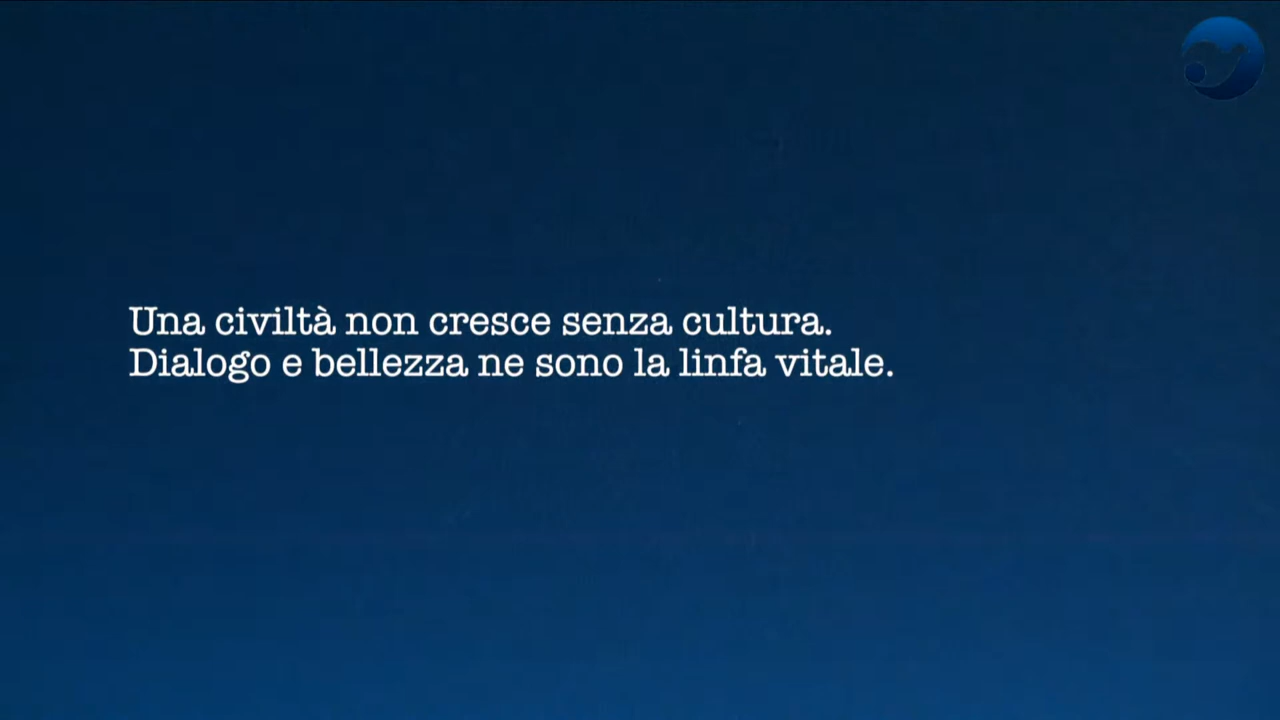 Una civiltà non cresce senza cultura.
Dialogo e bellezza ne sono la linfa vitale.